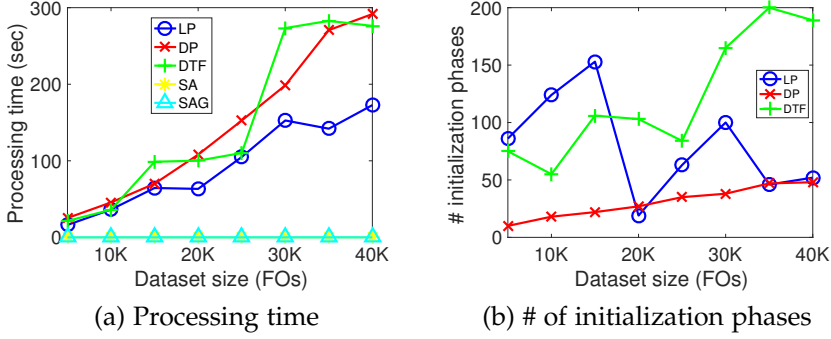 300
200
100
0
Processing time (sec)
LP
DP
DTF
SA
SAG
10K 20K 30K 40K
Dataset size (FOs)
(a) Processing time
200
150
100
50
0
# initialization phases
LP
DP
DTF
10K 20K 30K 40K
Dataset size (FOs)
(b) # of initialization phases